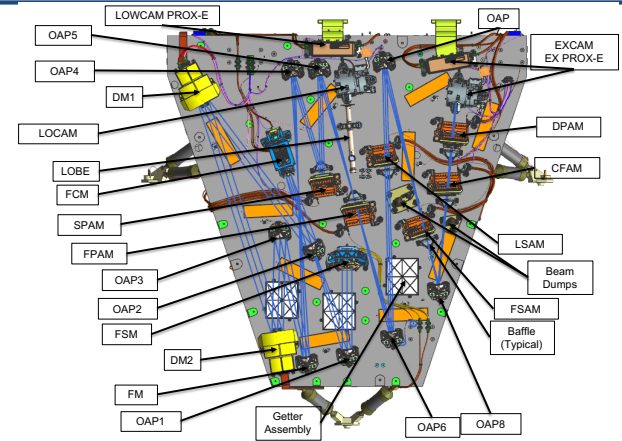 LOWCAM PROX-E
OAP
OAP5
EXCAM
EX PROX-E
OAP4
DM1
DPAM
LOCAM
LOBE
CFAM
FCM
SPAM
LSAM
FPAM
OAP3
Beam
Dumps
OAP2
FSAM
FSM
Baffle
(Typical)
DM2
FM
OAP1
Getter
Assembly
OAP6
OAP8